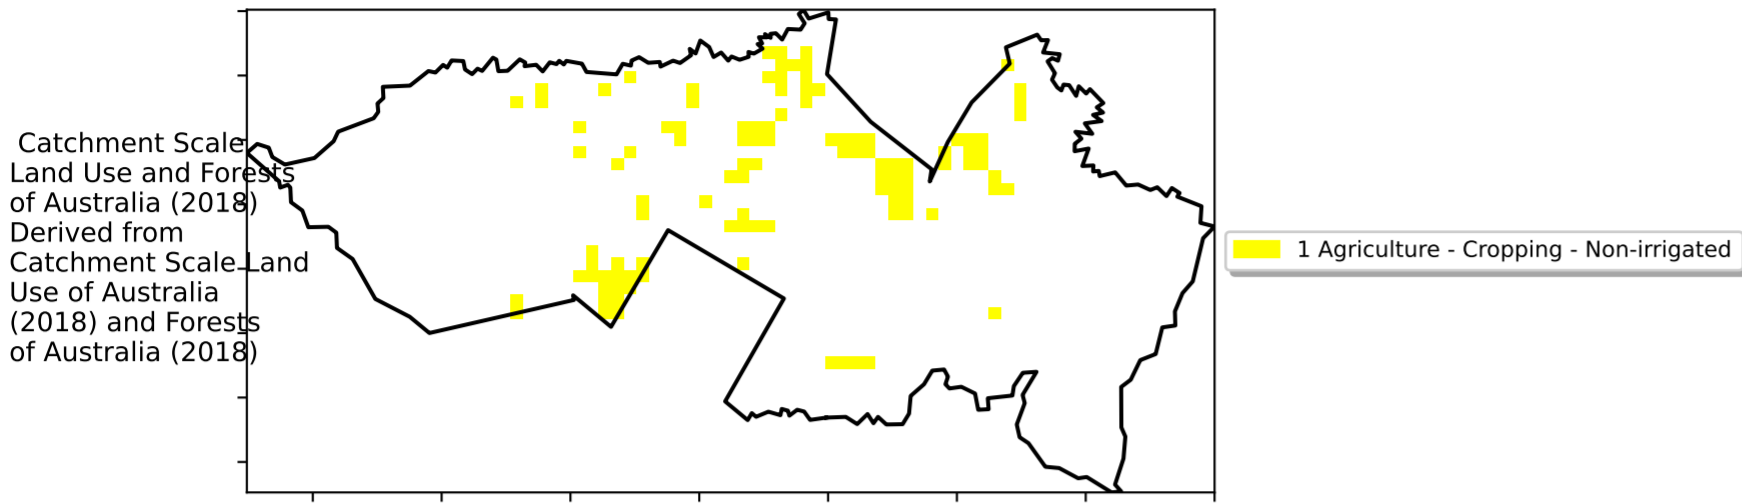 Catchment Scale
Land Use and Forests
of Australia (2018)
Derived from
Catchment Scale Land
Use of Australia
(2018) and Forests
of Australia (2018)
1 Agriculture - Cropping - Non-irrigated